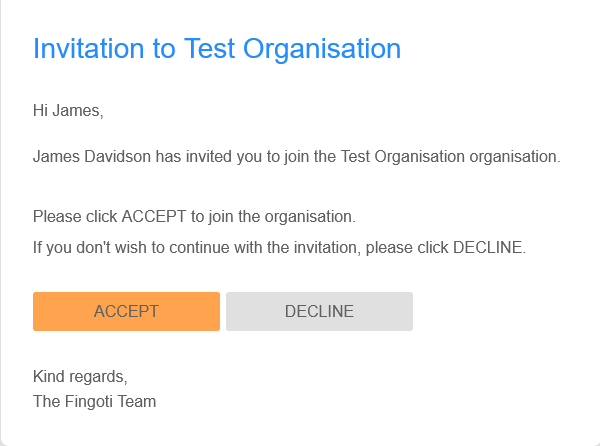 Invitation to Test Organisation
Hi James,
James Davidson has invited you to join the Test Organisation organisation.
Please click ACCEPT to join the organisation.
If you don't wish to continue with the invitation, please click DECLINE.
ACCEPT DECLINE
Kind regards,
The Fingoti Team